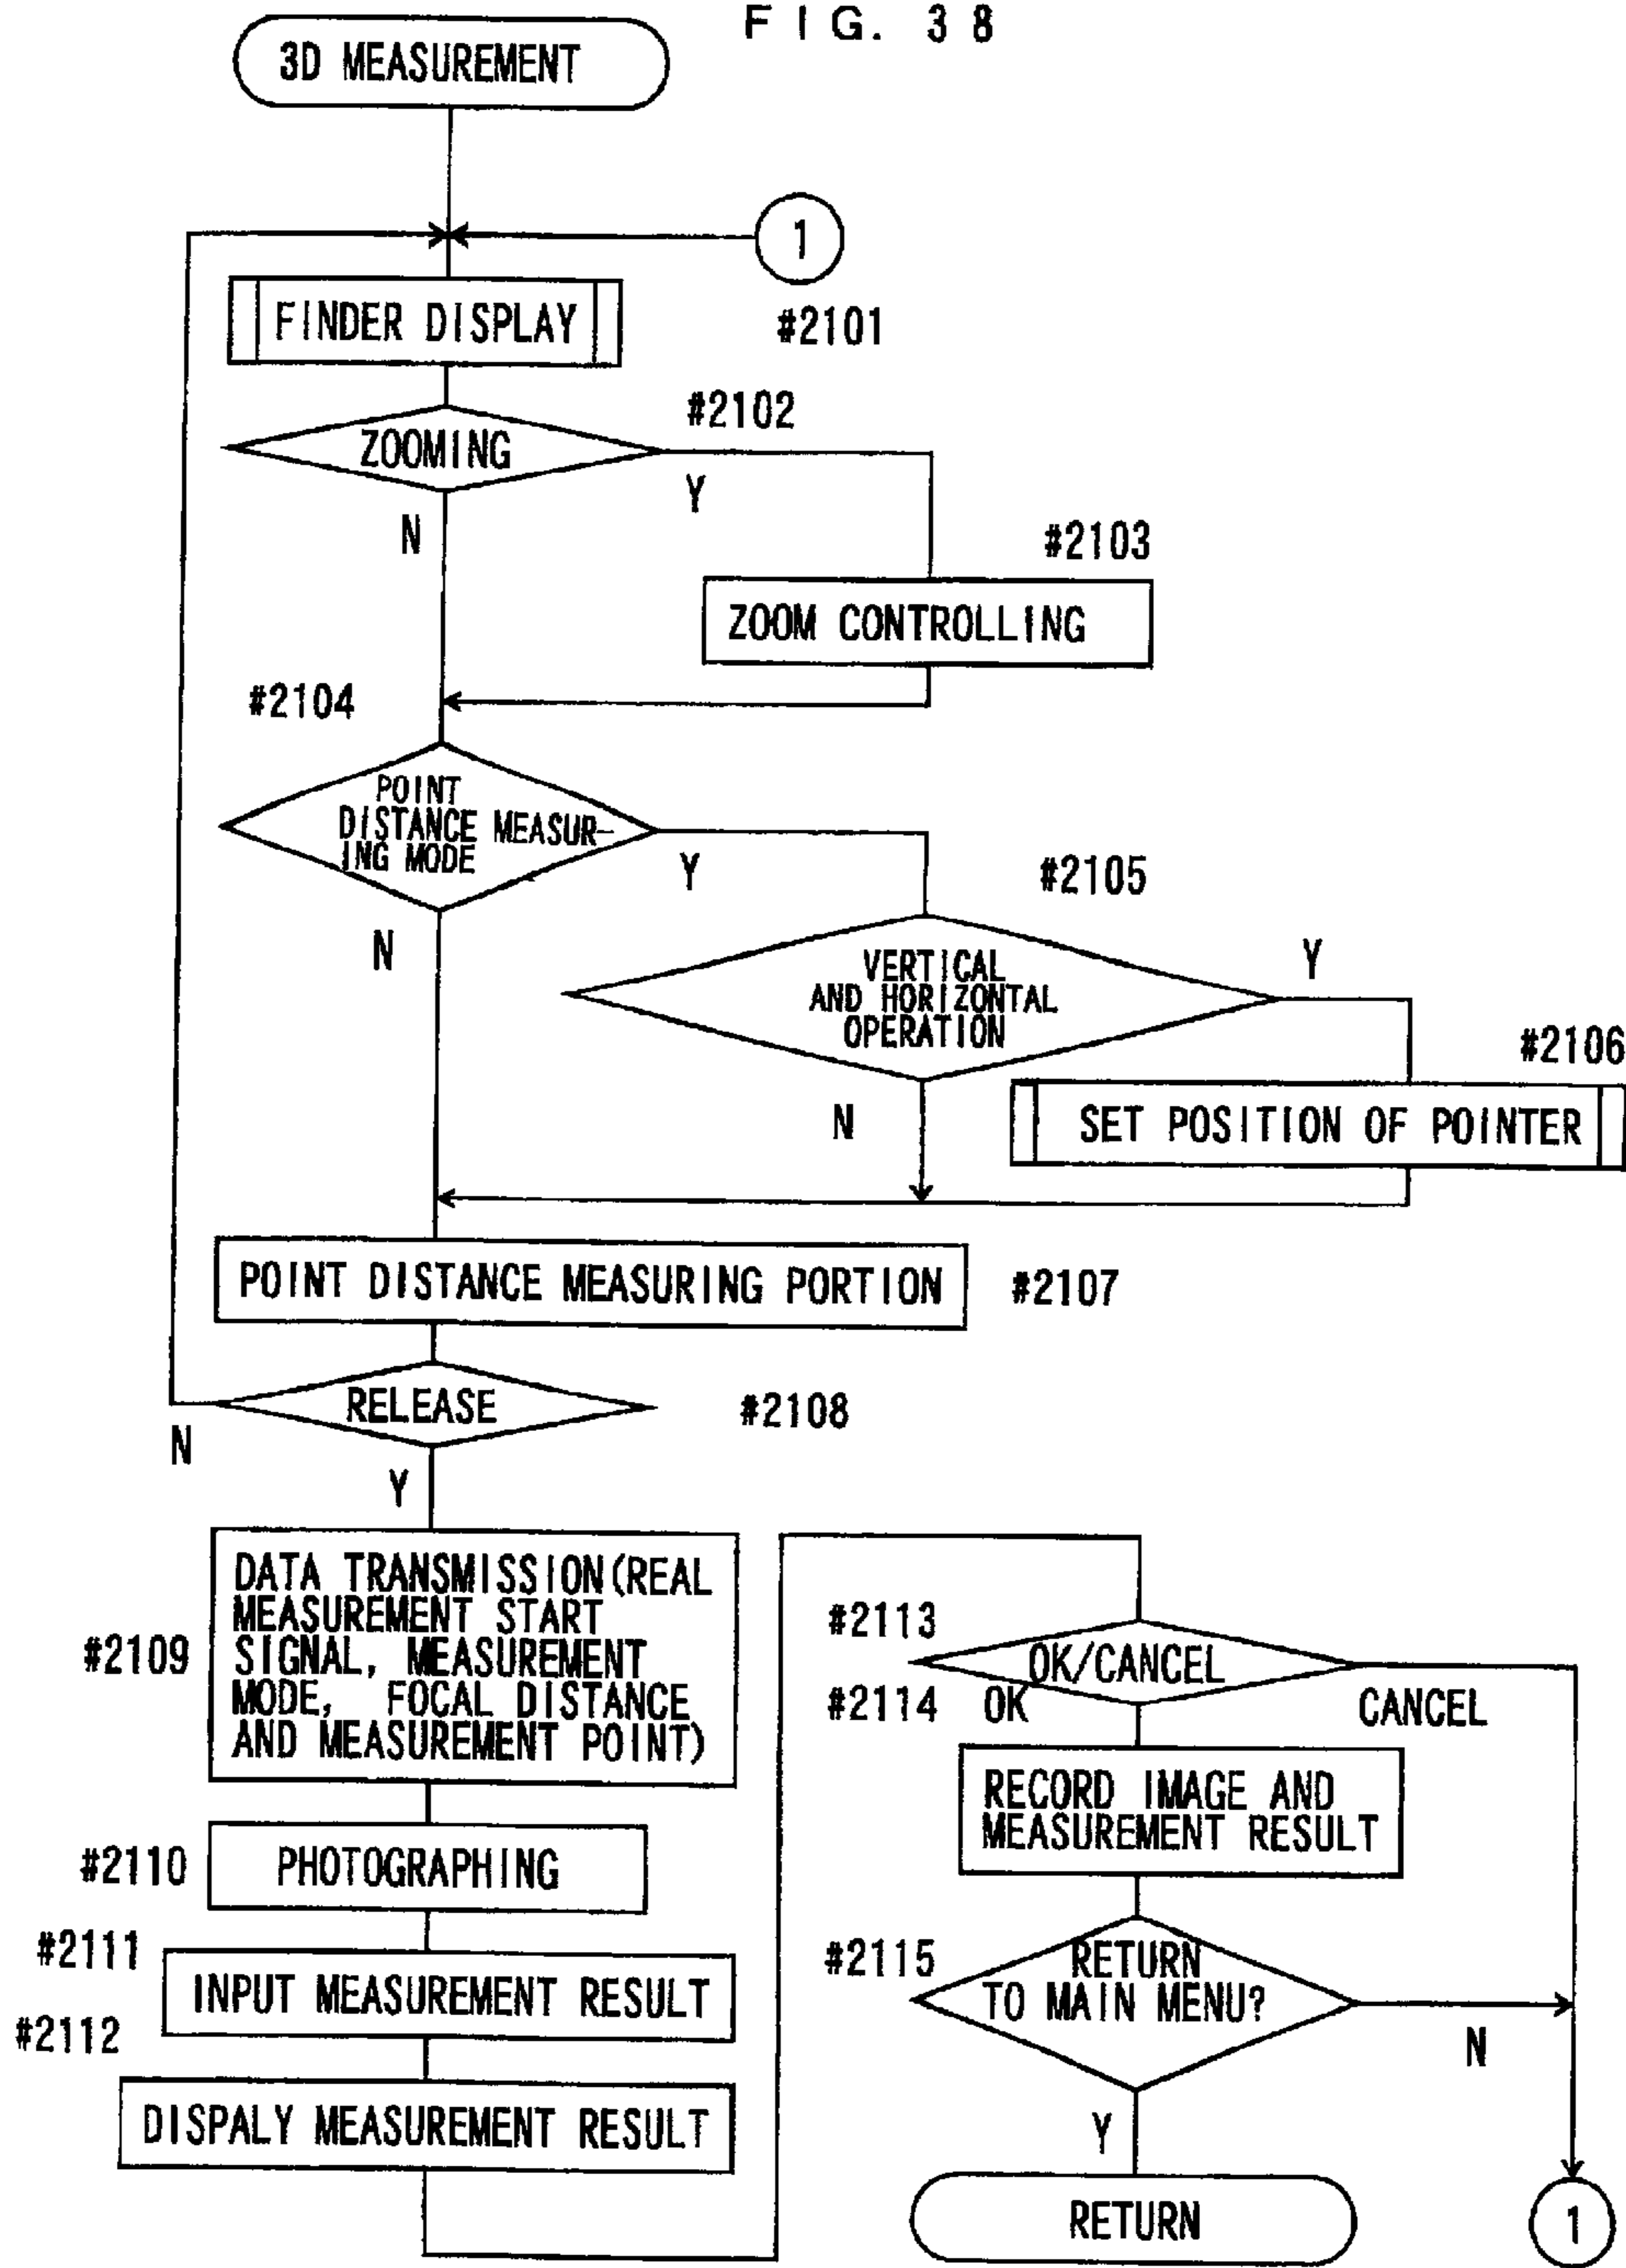 FIG. 38
3D MEASUREMENT
1
FINDER DISPLAY
#2101
#2102
ZOOMING
Y
N
#2103
ZOOM CONTROLLING
#2104
POINT
DISTANCE MEASUR-
ING MODE
Y
N
#2105
VERTICAL
AND HORIZONTAL
OPERATION
Y
N
#2106
SET POSITION OF POINTER
POINT DISTANCE MEASURING PORTION
#2107
RELEASE
#2108
N
Y
#2109
DATA TRANSMISSION(REAL
MEASUREMENT START
SIGNAL, MEASUREMENT
MODE, FOCAL DISTANCE
AND MEASUREMENT POINT)
#2110
PHOTOGRAPHING
#2111
INPUT MEASUREMENT RESULT
#2112
DISPALY MEASUREMENT RESULT
#2113
OK/CANCEL
#2114
OK
CANCEL
RECORD IMAGE AND
MEASUREMENT RESULT
#2115
RETURN
TO MAIN MENU?
N
Y
RETURN
1